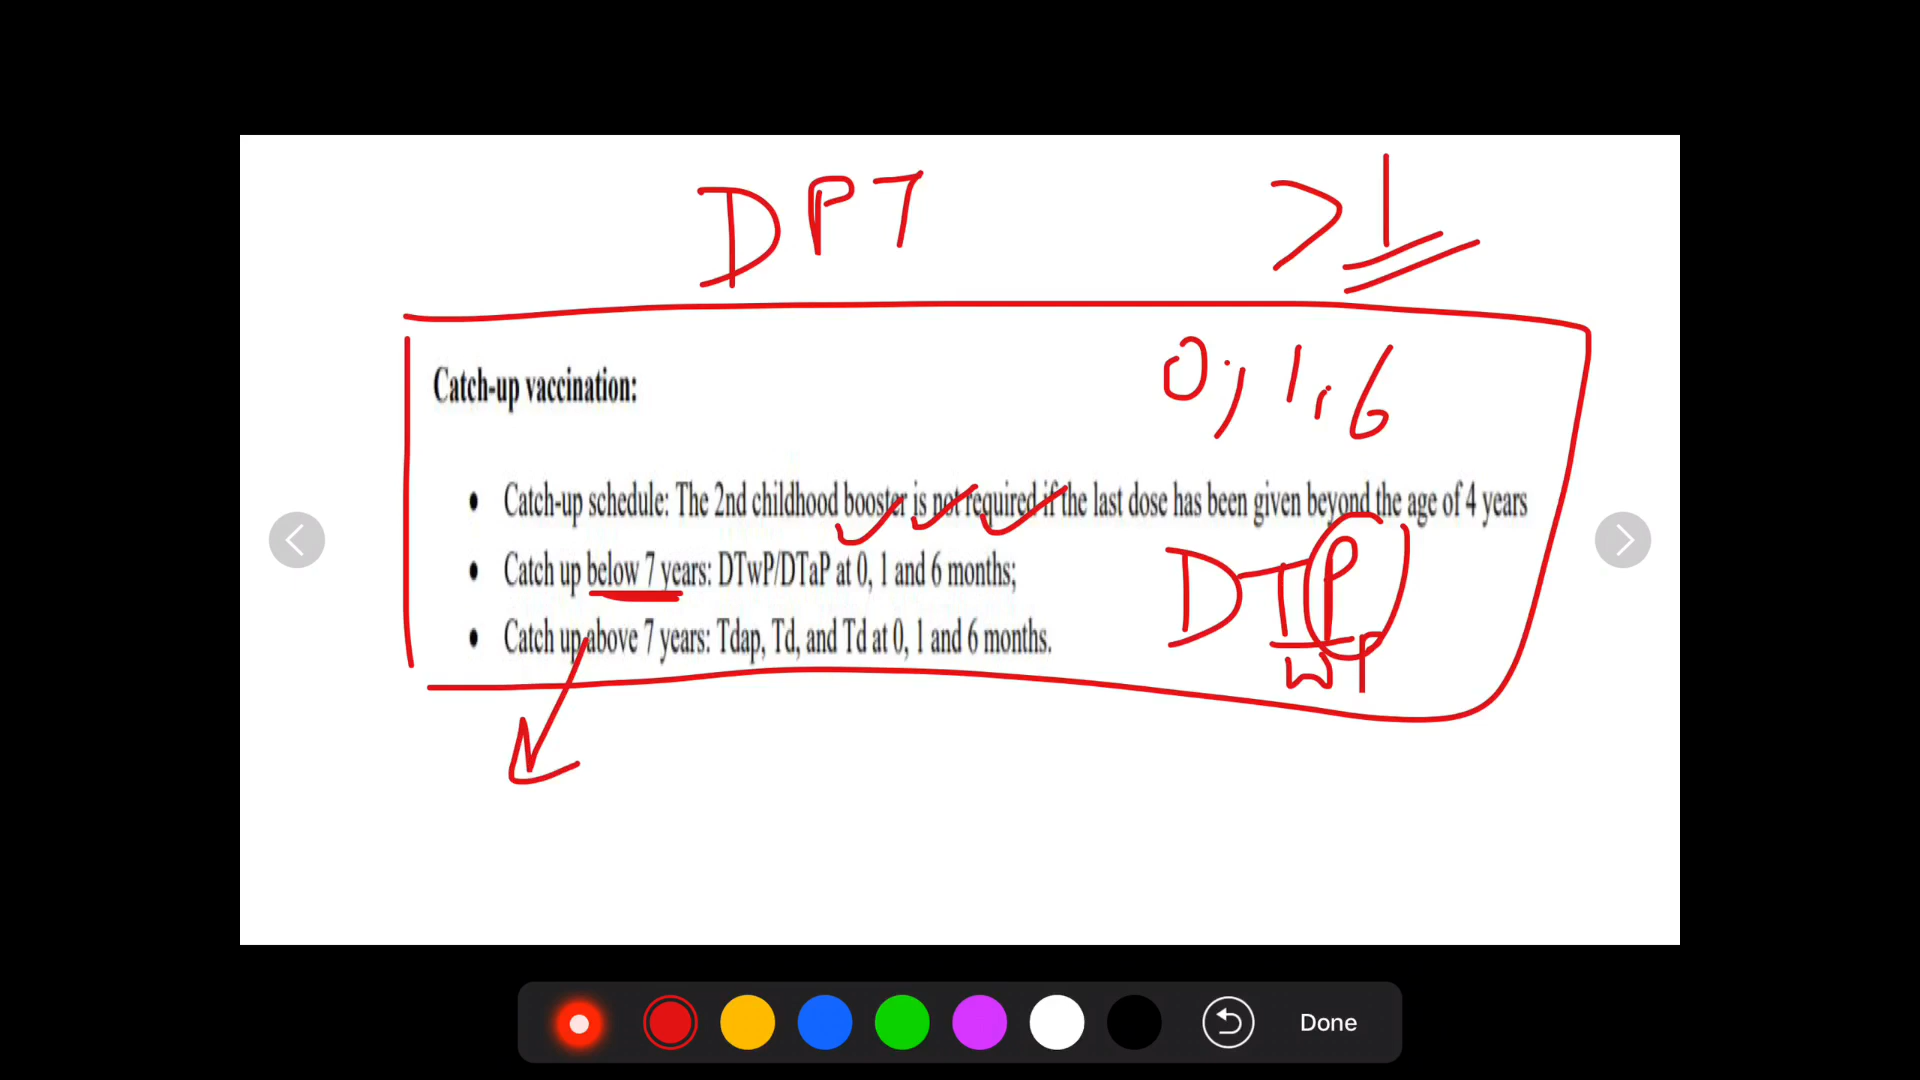 DPT >1
0, 1, 6
Catch-up vaccination:
• Catch-up schedule: The 2nd childhood booster is not required if the last dose has been given beyond the age of 4 years
• Catch up below 7 years: DTwP/DTaP at 0, 1 and 6 months;
DTP
• Catch up above 7 years: Tdap, Td, and Td at 0, 1 and 6 months.
wP
Done